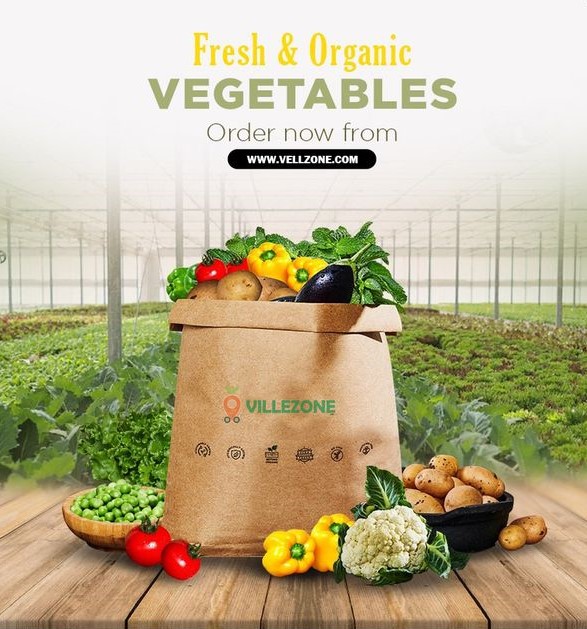 Fresh & Organic
VEGETABLES
Order now from
WWW.VELLZONE.COM
VILLEZONE